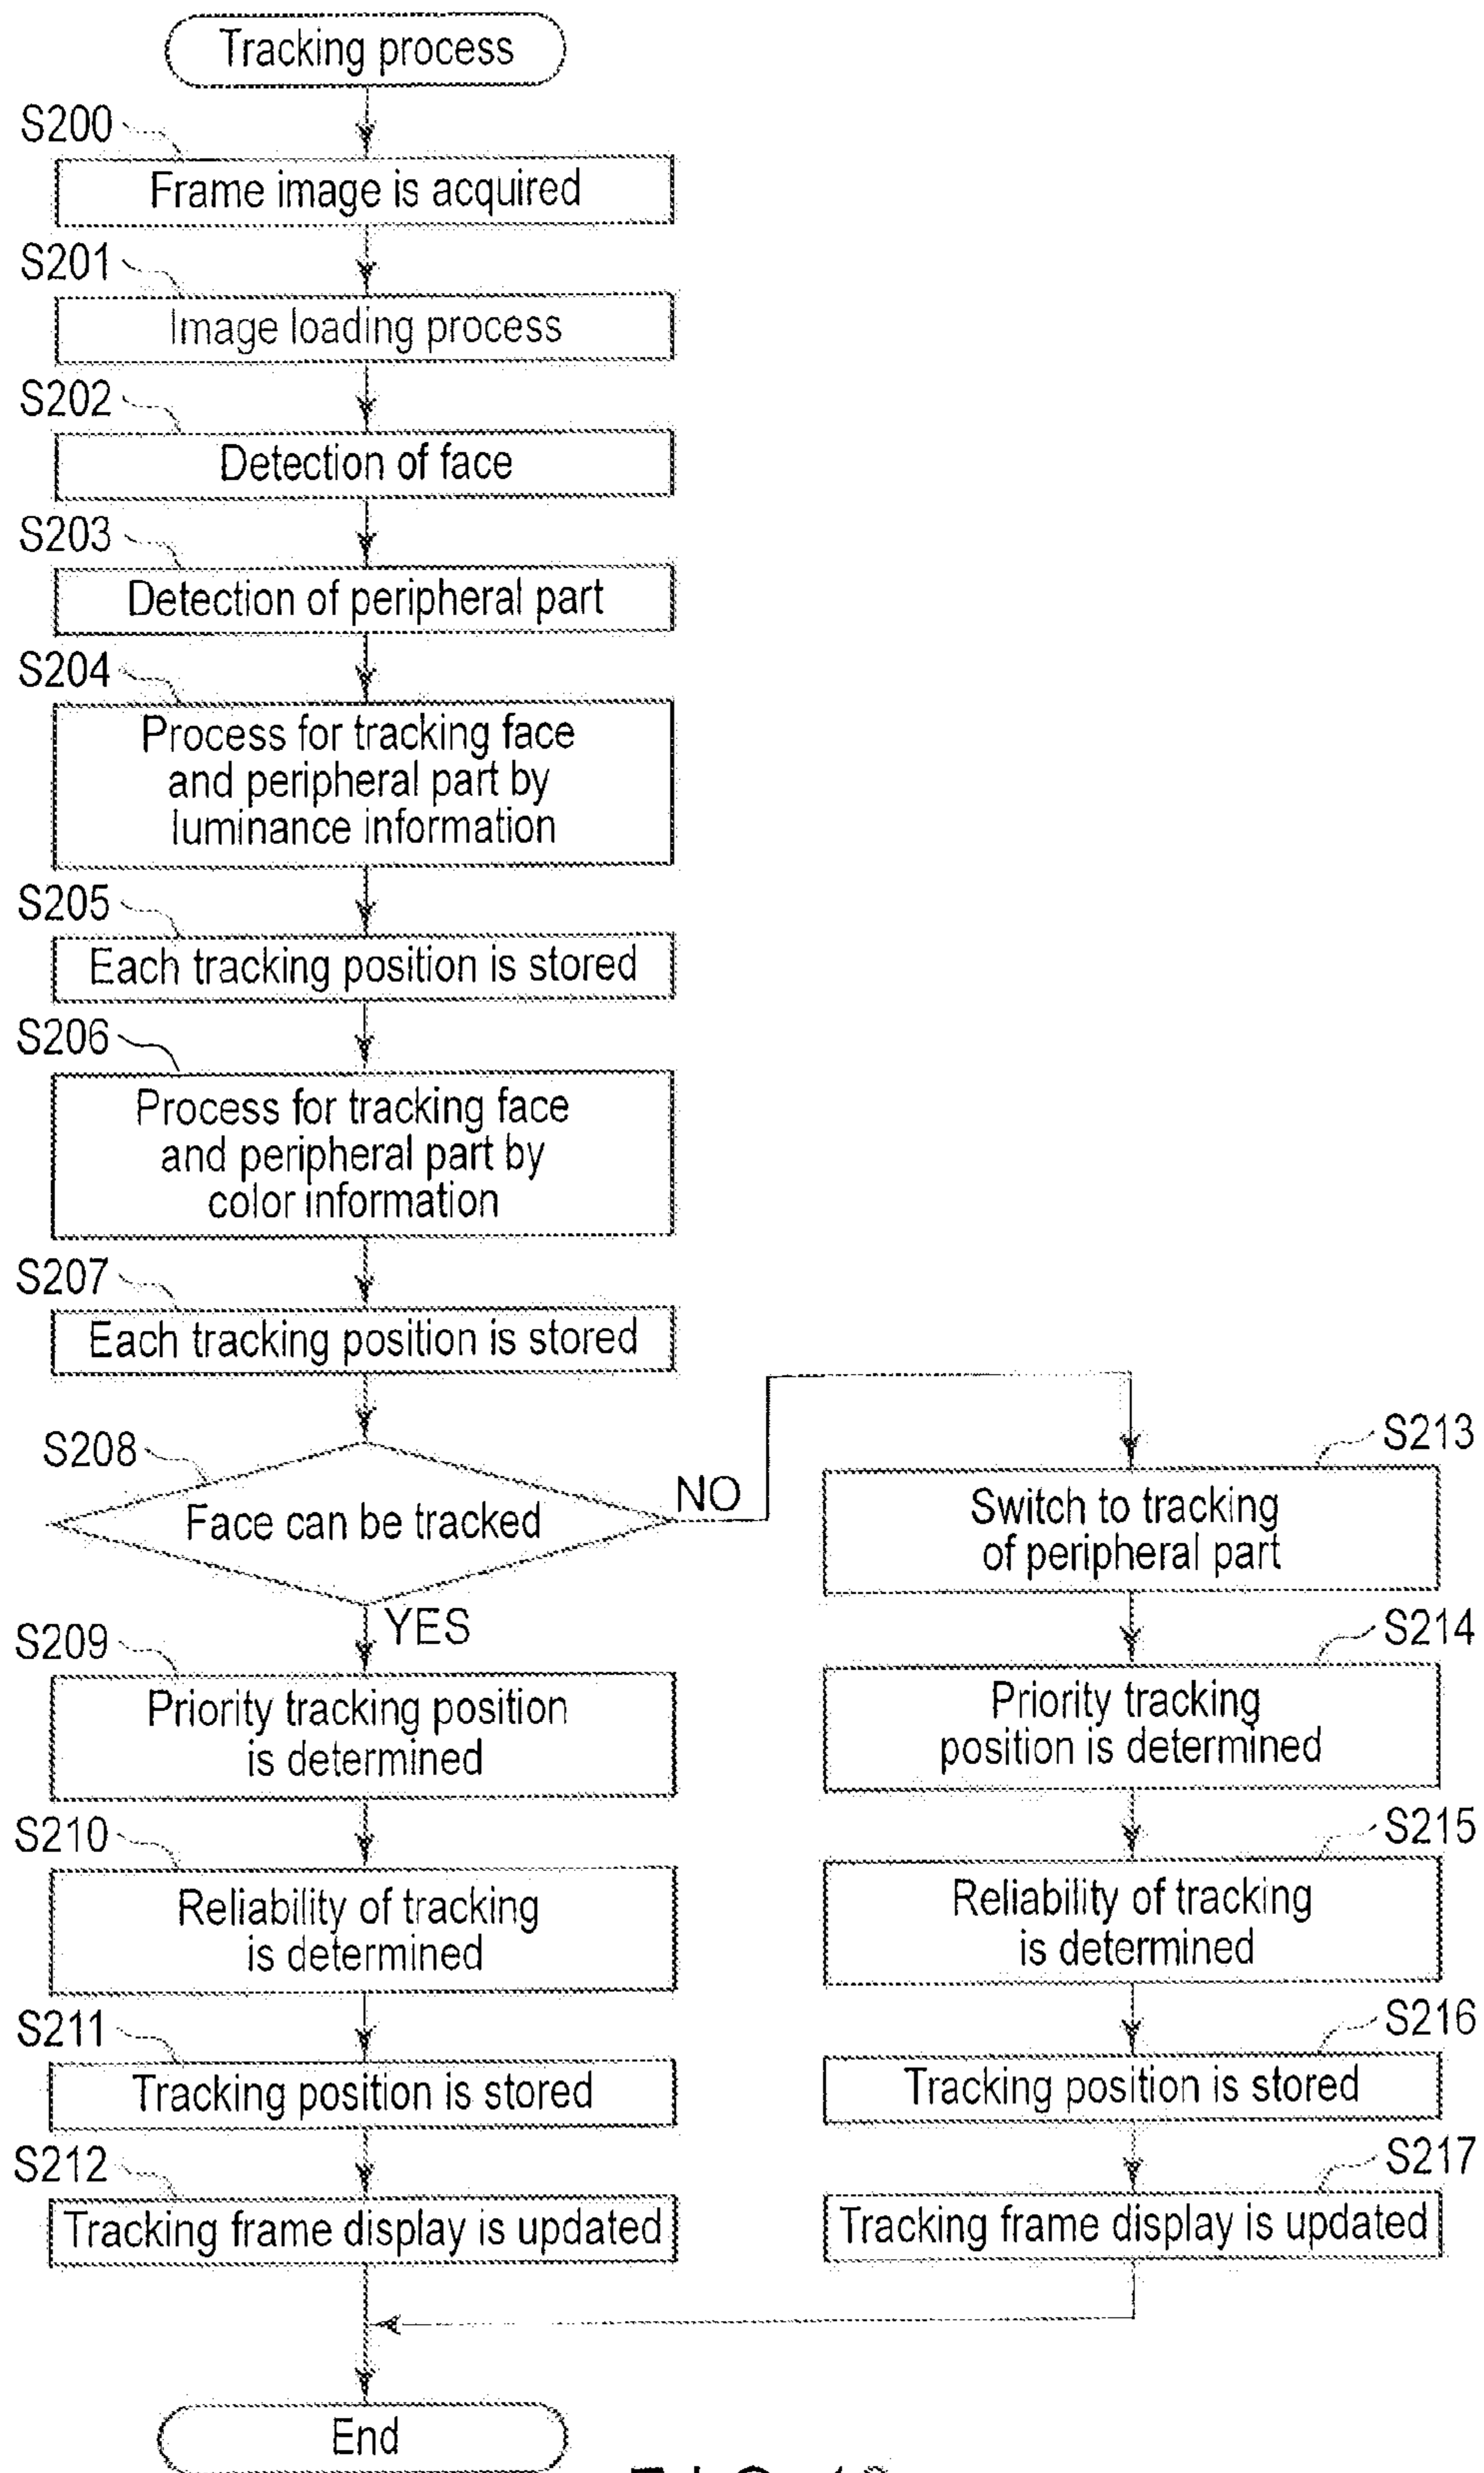 Tracking process
S200
Frame image is acquired
S201
Image loading process
S202
Detection of face
S203
Detection of peripheral part
S204
Process for tracking face
and peripheral part by
luminance information
S205
Each tracking position is stored
S206
Process for tracking face
and peripheral part by
color information
S207
Each tracking position is stored
S208
Face can be tracked
NO
YES
S209
Priority tracking position
is determined
S210
Reliability of tracking
is determined
S211
Tracking position is stored
S212
Tracking frame display is updated
S213
Switch to tracking
of peripheral part
S214
Priority tracking
position is determined
S215
Reliability of tracking
is determined
S216
Tracking position is stored
S217
Tracking frame display is updated
End